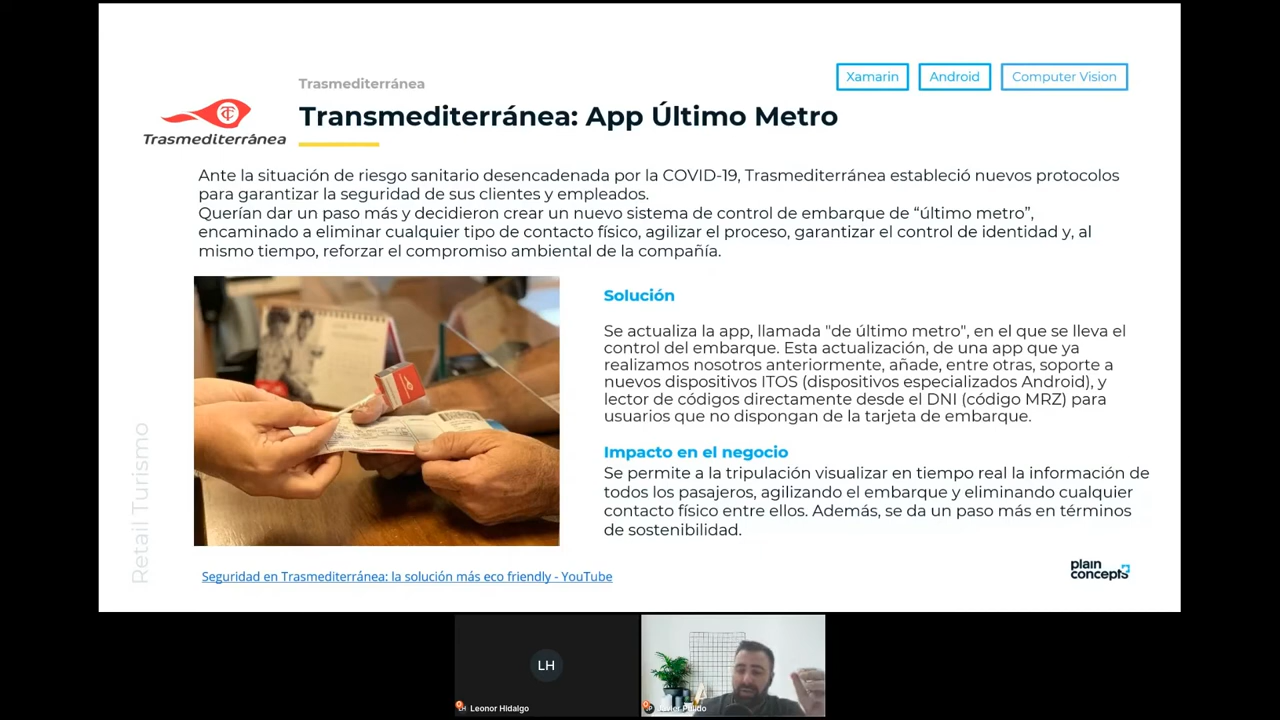 Trasmediterránea
Xamarin
Android
Computer Vision
Trasmediterránea
Transmediterránea: App Último Metro
Ante la situación de riesgo sanitario desencadenada por la COVID-19, Trasmediterránea estableció nuevos protocolos
para garantizar la seguridad de sus clientes y empleados.
Querían dar un paso más y decidieron crear un nuevo sistema de control de embarque de “último metro”,
encaminado a eliminar cualquier tipo de contacto físico, agilizar el proceso, garantizar el control de identidad y, al
mismo tiempo, reforzar el compromiso ambiental de la compañía.
Solución
Se actualiza la app, llamada "de último metro", en el que se lleva el
control del embarque. Esta actualización, de una app que ya
realizamos nosotros anteriormente, añade, entre otras, soporte a
nuevos dispositivos ITOS (dispositivos especializados Android), y
lector de códigos directamente desde el DNI (código MRZ) para
usuarios que no dispongan de la tarjeta de embarque.
Impacto en el negocio
Se permite a la tripulación visualizar en tiempo real la información de
todos los pasajeros, agilizando el embarque y eliminando cualquier
contacto físico entre ellos. Además, se da un paso más en términos
de sostenibilidad.
Retail Turismo
Seguridad en Trasmediterránea: la solución más eco friendly - YouTube
plain
concepts
LH
LH
Leonor Hidalgo
JP
Javier Pulido